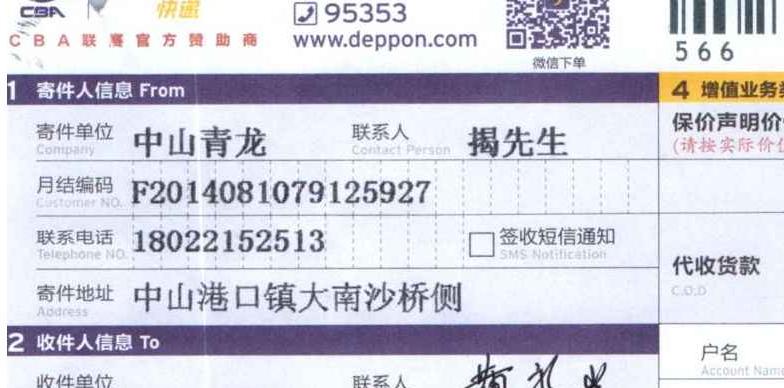 CBA 快递 95353
CBA联赛官方赞助商 www.deppon.com
微信下单
566
1 寄件人信息 From
4 增值业务
寄件单位 中山青龙 联系人 揭先生
Company Contact Person
保价声明价
(请按实际价
月结编码 F2014081079125927
Customer NO.
联系电话 18022152513 签收短信通知
Telephone NO. SMS Notification
代收货款
C.O.D
寄件地址 中山港口镇大南沙桥侧
Address
2 收件人信息 To
户名
Account Name
收件单位 联系人